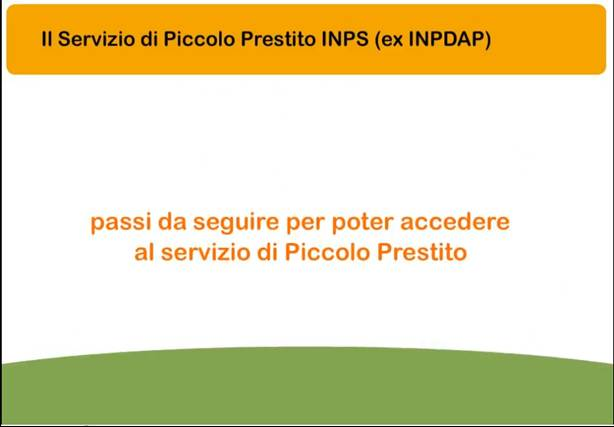 Il Servizio di Piccolo Prestito INPS (ex INPDAP)
passi da seguire per poter accedere
al servizio di Piccolo Prestito